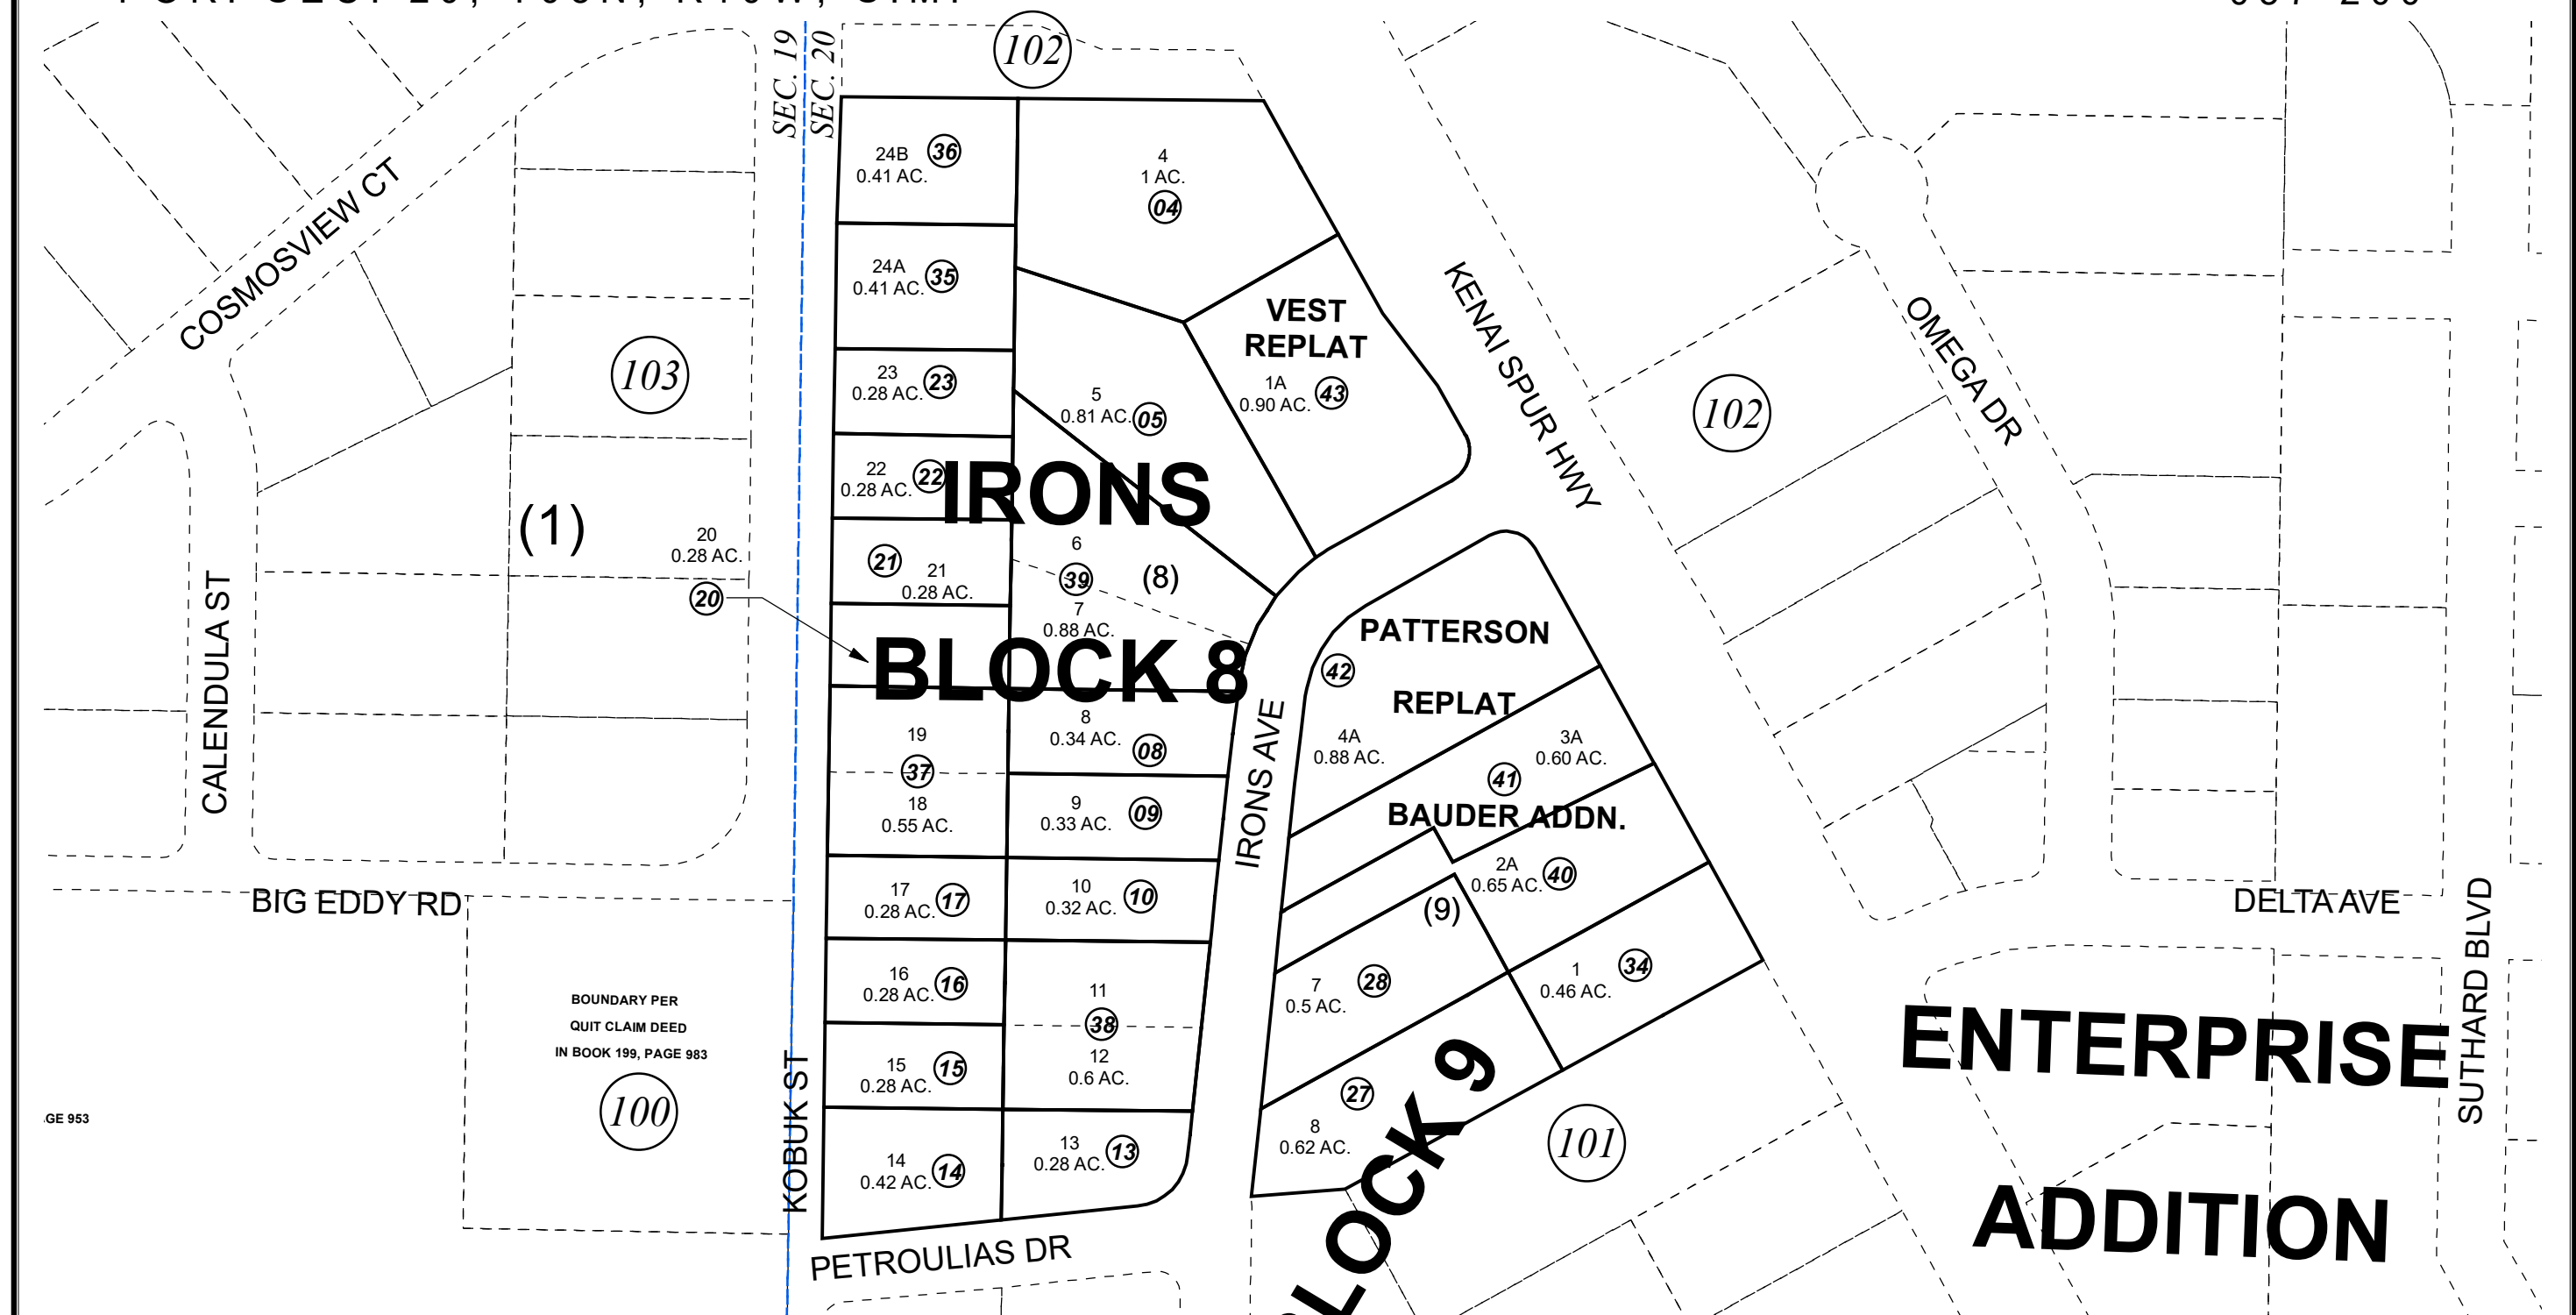 SEC. 19
SEC. 20
102
24B
36
0.41 AC.
4
1 AC.
04
COSMOSVIEW CT
24A
35
0.41 AC.
KENAI SPUR HWY
OMEGA DR
VEST
REPLAT
1A
0.90 AC.
43
103
23
0.28 AC.
23
5
0.81 AC.
05
102
22
0.28 AC.
22
IRONS
(1)
20
0.28 AC.
20
21
21
0.28 AC.
6
39
(8)
7
0.88 AC.
BLOCK 8
CALENDULA ST
PATTERSON
42
REPLAT
4A
0.88 AC.
3A
0.60 AC.
41
IRONS AVE
19
37
18
0.55 AC.
8
0.34 AC.
08
9
0.33 AC.
09
BAUDER ADDN.
2A
0.65 AC.
40
(9)
BIG EDDY RD
17
0.28 AC.
17
10
0.32 AC.
10
DELTA AVE
SUTHARD BLVD
16
0.28 AC.
16
11
38
12
0.6 AC.
7
0.5 AC.
28
1
0.46 AC.
34
BOUNDARY PER
QUIT CLAIM DEED
IN BOOK 199, PAGE 983
100
GE 953
KOBUK ST
15
0.28 AC.
15
ENTERPRISE
27
8
0.62 AC.
LOCK 9
101
14
0.42 AC.
14
13
0.28 AC.
13
ADDITION
PETROULIAS DR